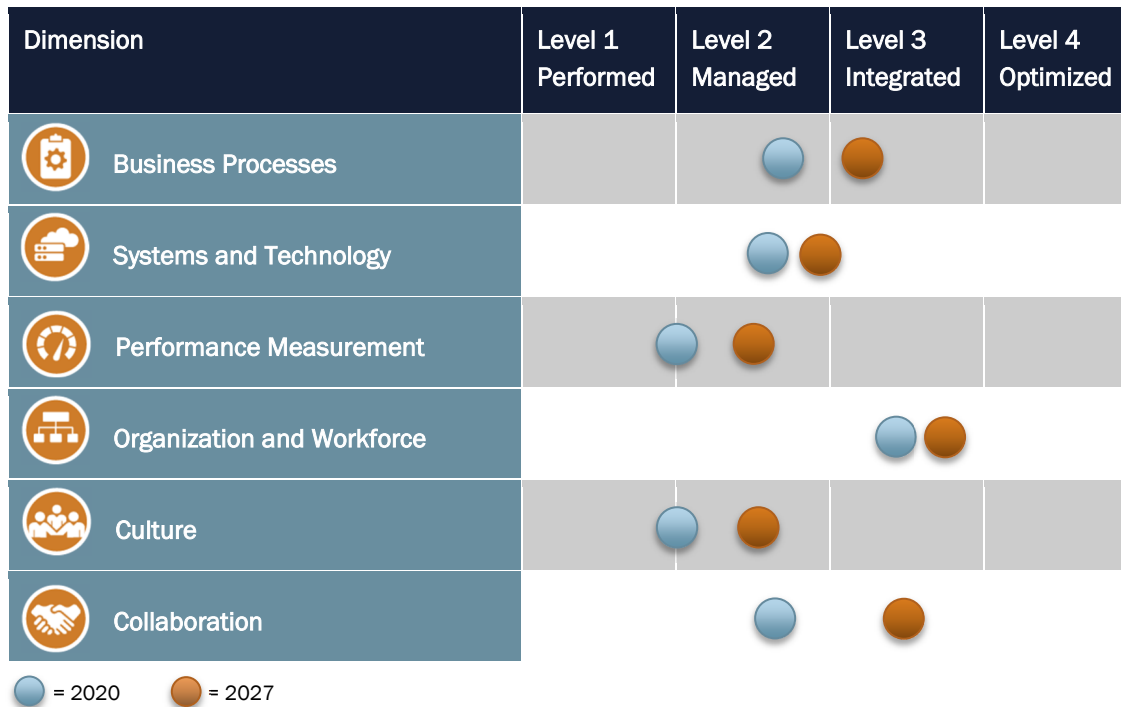 Dimension
Level 1
Performed
Level 2
Managed
Level 3
Integrated
Level 4
Optimized
Business Processes
Systems and Technology
Performance Measurement
Organization and Workforce
Culture
Collaboration
= 2020
= 2027